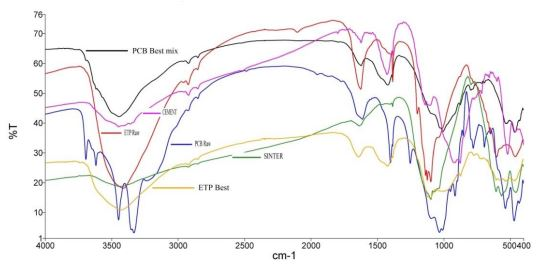 76
70
60
50
40
30
20
10
1
%T
PCB Best mix
CEMENT
ETP Raw
PCB Raw
SINTER
ETP Best
4000
3500
3000
2500
2000
1500
1000
500400
cm-1